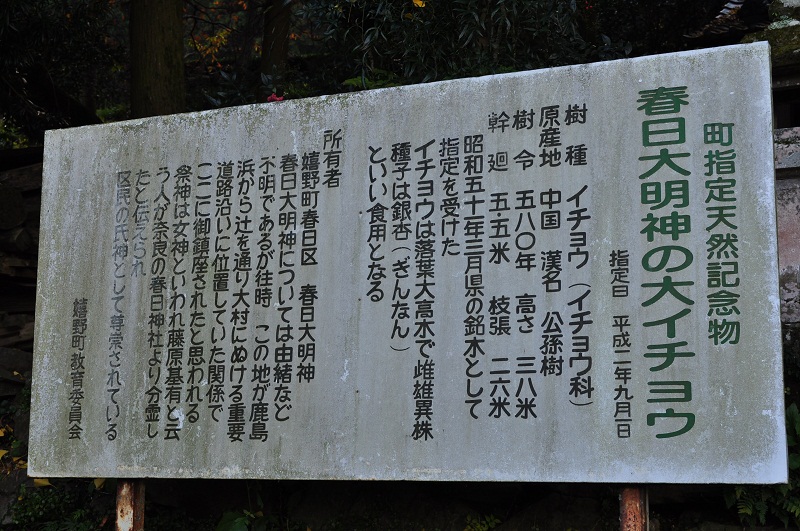 町指定天然記念物
春日大明神の大イチョウ
指定日 平成二年九月一日
樹種 イチョウ（イチョウ科）
原産地 中国 漢名 公孫樹
樹令 五八〇年 高さ 三八米
幹廻 五・五米 枝張 二六米
昭和五十一年三月県の銘木として
指定を受けた
イチョウは落葉大高木で雌雄異株
種子は銀杏（ぎんなん）
といい食用となる
所有者
嬉野町春日区 春日大明神
春日大明神については由緒など
不明であるが往時 この地が鹿島
浜から辻を通り大村にぬける重要
道路沿いに位置していた関係で
ここに御鎮座されたと思われる
祭神は女神といわれ藤原基有と云
う人が奈良の春日神社より分霊し
たと伝えられ
区民の氏神として尊崇されている
嬉野町教育委員会